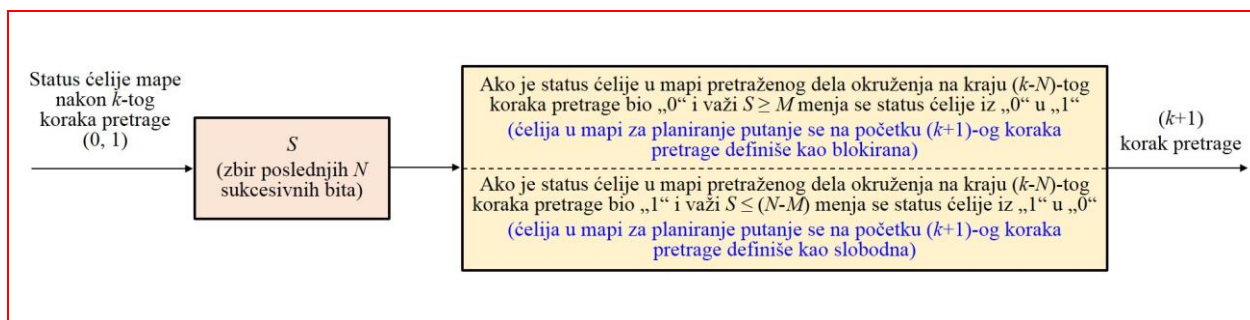 Status ćelije mape
nakon k-tog
koraka pretrage
(0, 1)
S
(zbir poslednjih N
sukcesivnih bita)
Ako je status ćelije u mapi pretraženog dela okruženja na kraju (k-N)-tog
koraka pretrage bio „0“ i važi S ≥ M menja se status ćelije iz „0“ u „1“
(ćelija u mapi za planiranje putanje se na početku (k+1)-og koraka
pretrage definiše kao blokirana)
Ako je status ćelije u mapi pretraženog dela okruženja na kraju (k-N)-tog
koraka pretrage bio „1“ i važi S ≤ (N-M) menja se status ćelije iz „1“ u „0“
(ćelija u mapi za planiranje putanje se na početku (k+1)-og koraka
pretrage definiše kao slobodna)
(k+1)
korak pretrage